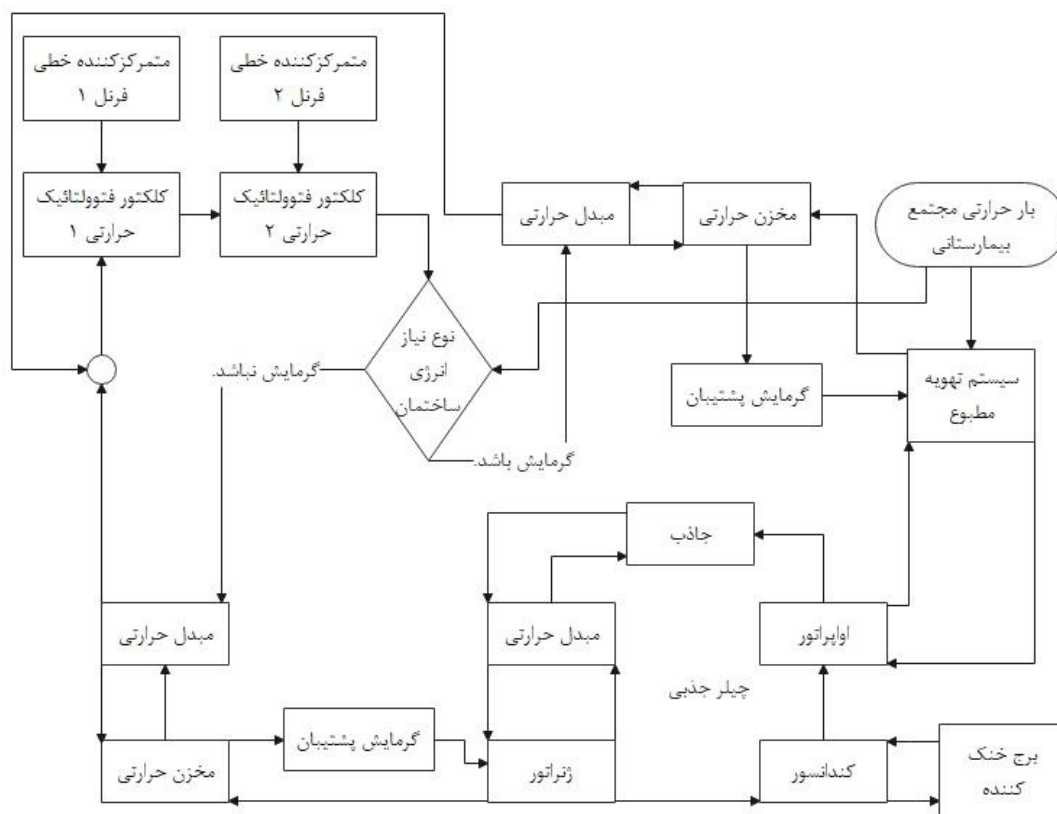 متمرکزکننده خطی
فرنل ۱
متمرکزکننده خطی
فرنل ۲
کلکتور فتوولتائیک
حرارتی ۱
کلکتور فتوولتائیک
حرارتی ۲
مبدل حرارتی
مخزن حرارتی
بار حرارتی مجتمع
بیمارستانی
نوع نیاز
انرژی
ساختمان
گرمایش نباشد.
گرمایش باشد.
گرمایش پشتیبان
سیستم تهویه
مطبوع
جاذب
مبدل حرارتی
مبدل حرارتی
اواپراتور
چیلر جذبی
مخزن حرارتی
گرمایش پشتیبان
ژنراتور
کندانسور
برج خنک
کننده